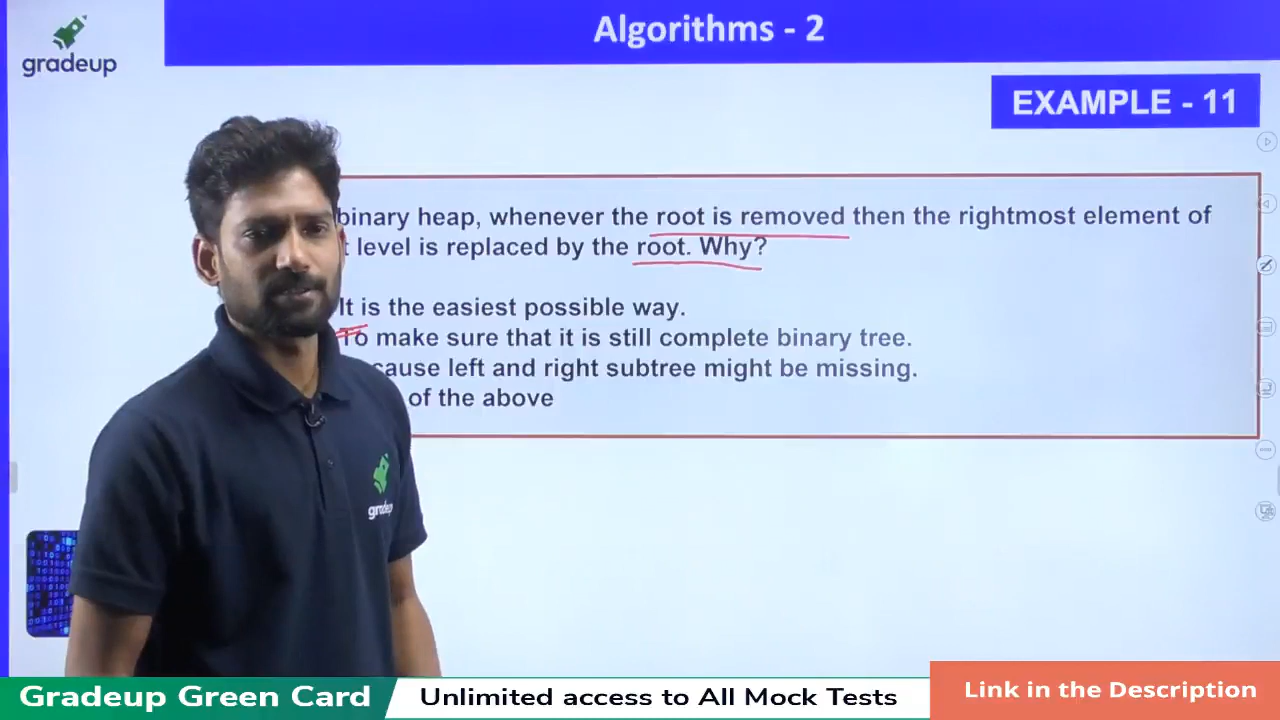 Algorithms - 2
gradeup
EXAMPLE - 11
binary heap, whenever the root is removed then the rightmost element of
level is replaced by the root. Why?
It is the easiest possible way.
To make sure that it is still complete binary tree.
cause left and right subtree might be missing.
of the above
gradeup
Gradeup Green Card
Unlimited access to All Mock Tests
Link in the Description